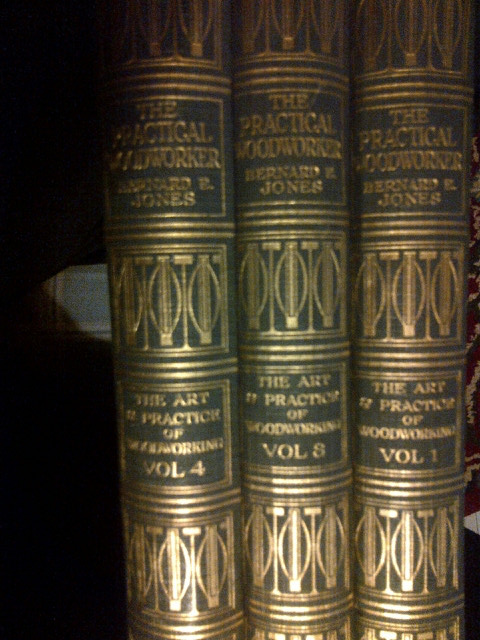 THE
PRACTICAL
WOODWORKER
BERNARD E.
JONES
THE ART
& PRACTICE
OF
WOODWORKING
VOL 4
THE
PRACTICAL
WOODWORKER
BERNARD E.
JONES
THE ART
& PRACTICE
OF
WOODWORKING
VOL 3
THE
PRACTICAL
WOODWORKER
BERNARD E.
JONES
THE ART
& PRACTICE
OF
WOODWORKING
VOL 1